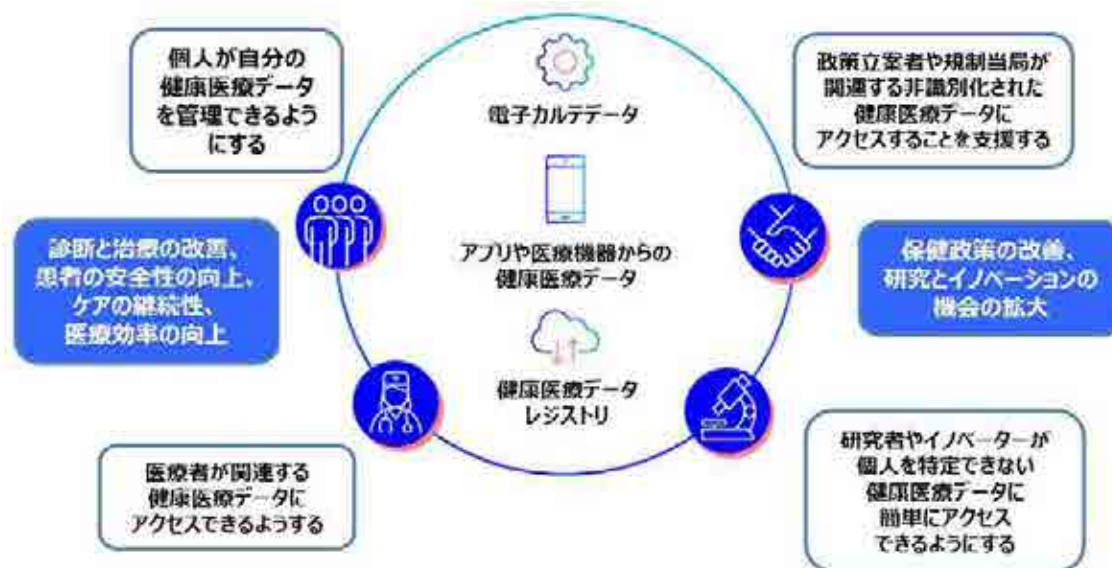 個人が自分の
健康医療データ
を管理できるよう
にする
電子カルテデータ
政策立案者や規制当局が
関連する非識別化された
健康医療データに
アクセスすることを支援する
診断と治療の改善、
患者の安全性の向上、
ケアの継続性、
医療効率の向上
アプリや医療機器からの
健康医療データ
保健政策の改善、
研究とイノベーションの
機会の拡大
健康医療データ
レジストリ
医療者が関連する
健康医療データに
アクセスできるようする
研究者やイノベーターが
個人を特定できない
健康医療データに
簡単にアクセス
できるようにする